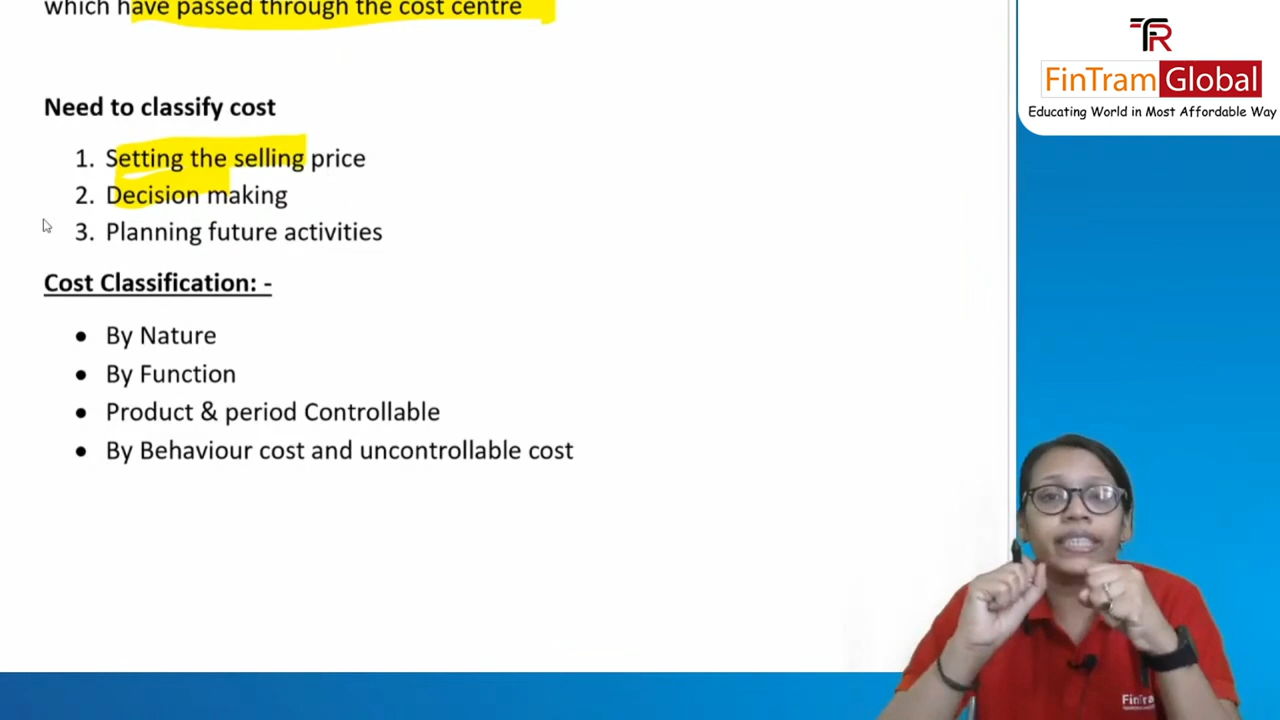 which have passed through the cost centre
Need to classify cost
1. Setting the selling price
2. Decision making
3. Planning future activities
Cost Classification: -
• By Nature
• By Function
• Product & period Controllable
• By Behaviour cost and uncontrollable cost
TR
FinTram Global
Educating World in Most Affordable Way
FinTra